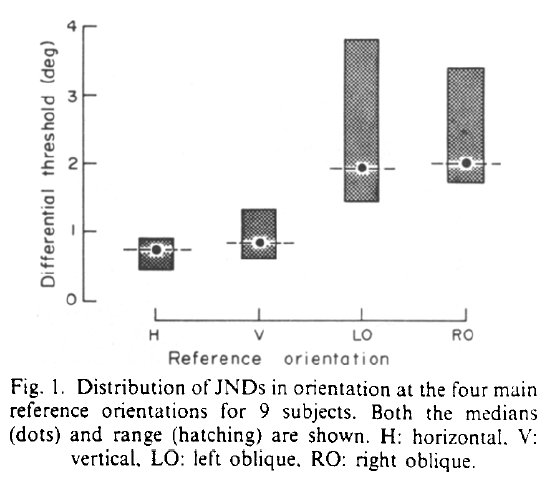 4
3
2
1
0
Differential threshold (deg)
H V LO RO
Reference orientation
Fig. 1. Distribution of JNDs in orientation at the four main
reference orientations for 9 subjects. Both the medians
(dots) and range (hatching) are shown. H: horizontal, V:
vertical, LO: left oblique, RO: right oblique.